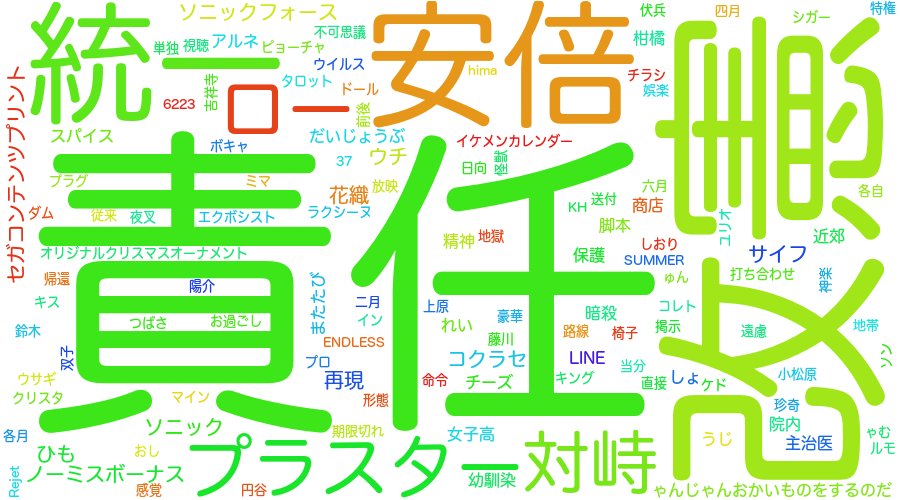 ソニックフォース
伏兵
四月
特権
統一
単独
視聴
アルネ
不可思議
ピョーチャ
安倍
柑橘
シガー
憲
改
ウイルス
タロット
ドール
hima
チラシ
娯楽
6223
吉祥寺
ロー
前後
だいじょうぶ
イケメンカレンダー
セガコンテンツプリント
スパイス
ボキャ
37
ウチ
日向
怪獣
プラグ
ミマ
花織
放映
六月
各自
責任
ダム
従来
夜叉
エクボシスト
ラクシーヌ
KH
送付
商店
脚本
ユリオ
近郊
オリジナルクリスマスオーナメント
精神
地獄
しおり
サイフ
保護
SUMMER
帰還
陽介
またたび
ゅん
打ち合わせ
神楽
キス
二月
上原
豪華
暗殺
コレト
つばさ
お過ごし
イン
れい
路線
椅子
掲示
遠慮
地帯
鈴木
ENDLESS
藤川
双子
プロ
コクラセ
LINE
当分
ソン
ウサギ
再現
命令
チーズ
キング
直接
しょ
ケド
小松原
クリスタ
マイン
形態
珍奇
各月
ソニック
期限切れ
女子高
院内
うじ
主治医
ゃむ
ルモ
ひも
おし
プラスター
対峙
Rejet
ノーミスボーナス
感覚
円谷
幼馴染
ゃんじゃんおかいものをするのだ